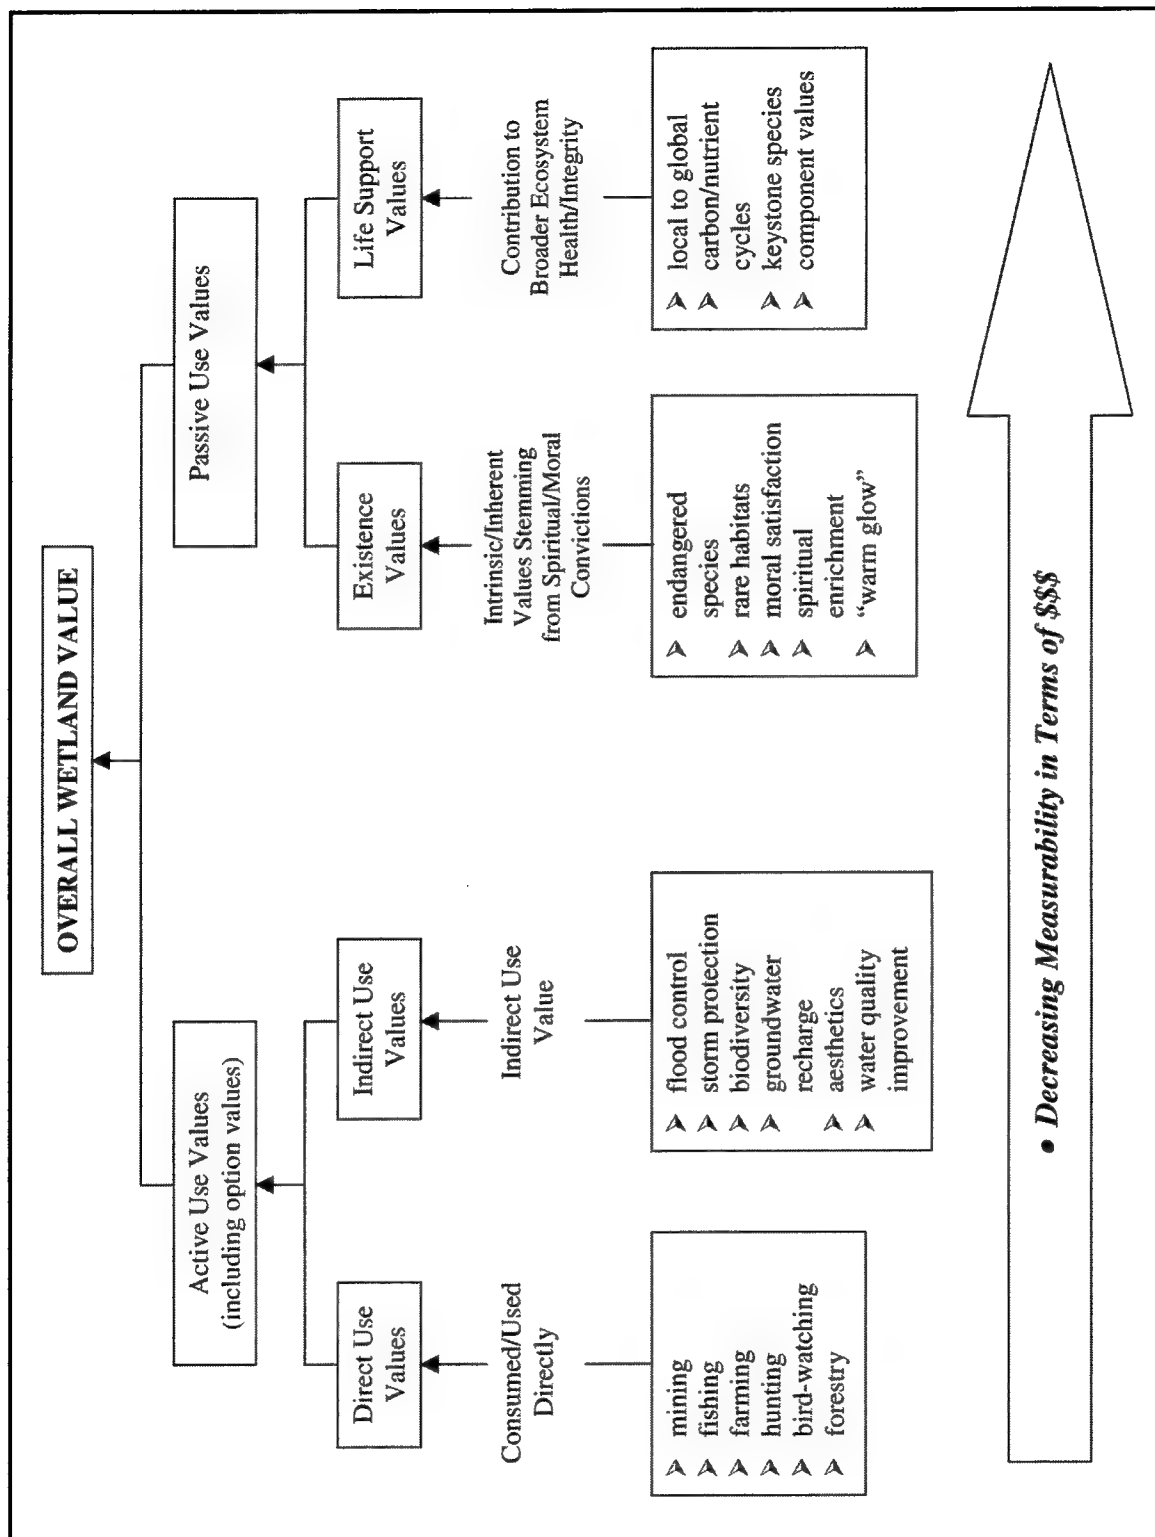 OVERALL WETLAND VALUE
Active Use Values
(including option values)
Passive Use Values
Direct Use
Values
Indirect Use
Values
Existence
Values
Life Support
Values
Consumed/Used
Directly
Indirect Use
Value
Intrinsic/Inherent
Values Stemming
from Spiritual/Moral
Convictions
Contribution to
Broader Ecosystem
Health/Integrity
➢ mining
➢ fishing
➢ farming
➢ hunting
➢ bird-watching
➢ forestry
➢ flood control
➢ storm protection
➢ biodiversity
➢ groundwater
recharge
➢ aesthetics
➢ water quality
improvement
➢ endangered
species
➢ rare habitats
➢ moral satisfaction
➢ spiritual
enrichment
➢ “warm glow”
➢ local to global
➢ carbon/nutrient
cycles
➢ keystone species
➢ component values
• Decreasing Measurability in Terms of $$$